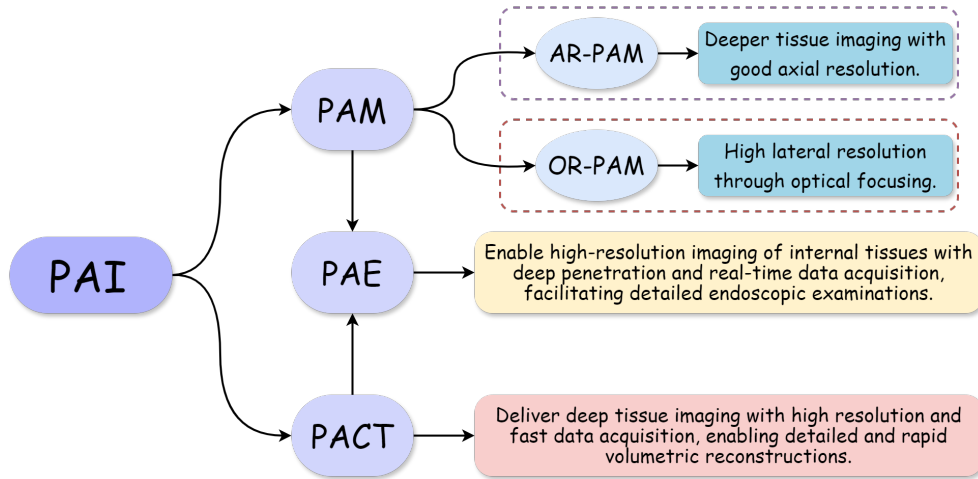 PAI
PAM
AR-PAM
Deeper tissue imaging with
good axial resolution.
OR-PAM
High lateral resolution
through optical focusing.
PAE
Enable high-resolution imaging of internal tissues with
deep penetration and real-time data acquisition,
facilitating detailed endoscopic examinations.
PACT
Deliver deep tissue imaging with high resolution and
fast data acquisition, enabling detailed and rapid
volumetric reconstructions.